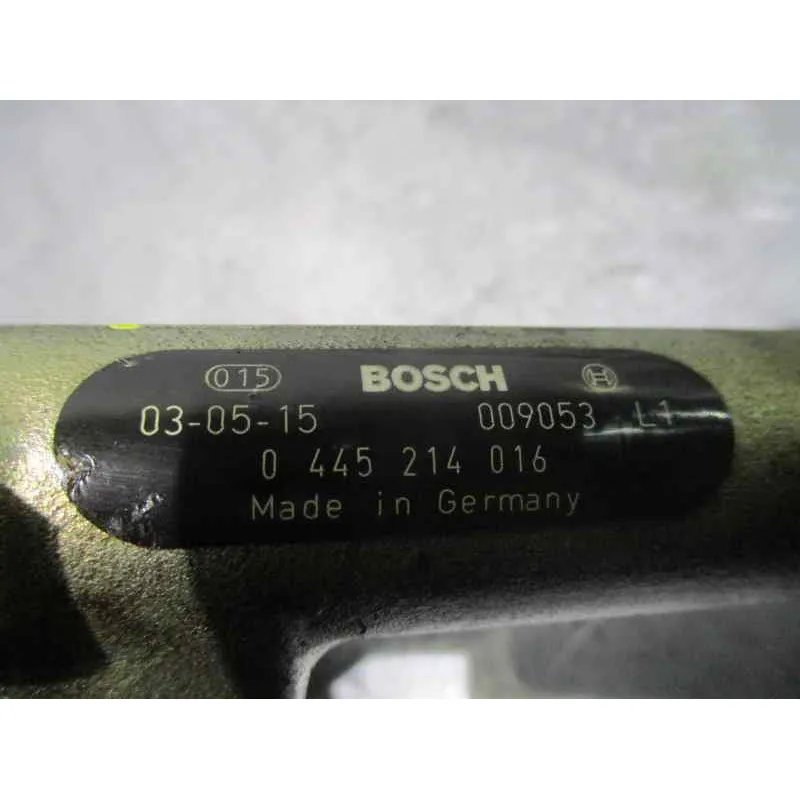 015 BOSCH
03-05-15 009053 L1
0 445 214 016
Made in Germany